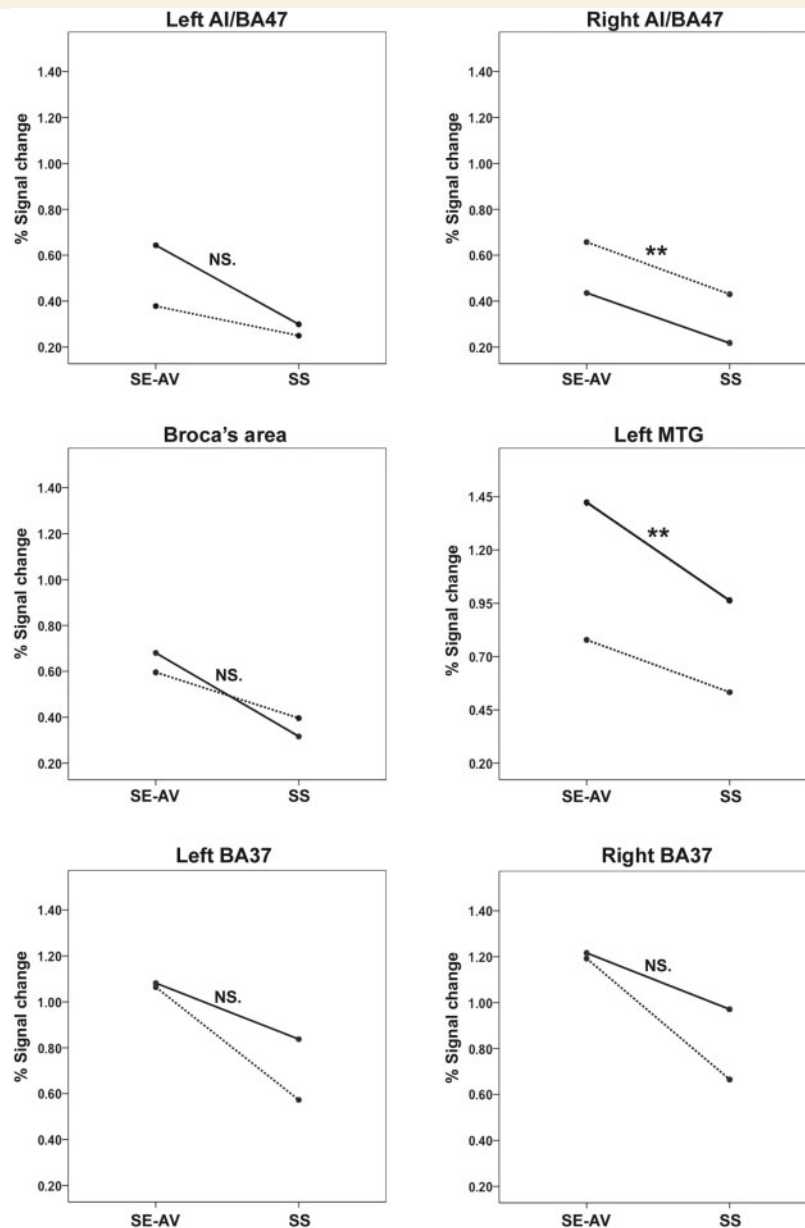 Left AI/BA47
% Signal change
1.40
1.20
1.00
0.80
0.60
0.40
0.20
NS.
SE-AV SS
Right AI/BA47
% Signal change
1.40
1.20
1.00
0.80
0.60
0.40
0.20
**
SE-AV SS
Broca's area
% Signal change
1.40
1.20
1.00
0.80
0.60
0.40
0.20
NS.
SE-AV SS
Left MTG
% Signal change
1.45
1.20
0.95
0.70
0.45
0.20
**
SE-AV SS
Left BA37
% Signal change
1.40
1.20
1.00
0.80
0.60
0.40
0.20
NS.
SE-AV SS
Right BA37
% Signal change
1.40
1.20
1.00
0.80
0.60
0.40
0.20
NS.
SE-AV SS